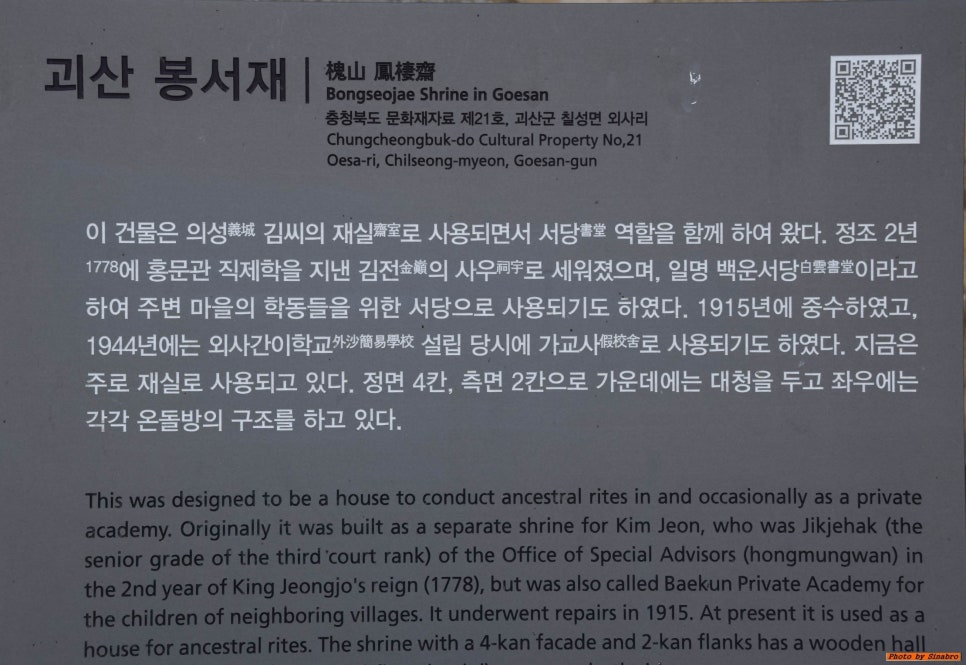 괴산 봉서재
槐山 鳳棲齋
Bongseojae Shrine in Goesan
충청북도 문화재자료 제21호, 괴산군 칠성면 외사리
Chungcheongbuk-do Cultural Property No,21
Oesa-ri, Chilseong-myeon, Goesan-gun
이 건물은 의성義城 김씨의 재실齋室로 사용되면서 서당書堂 역할을 함께 하여 왔다. 정조 2년
1778에 홍문관 직제학을 지낸 김전金巓의 사우祠宇로 세워졌으며, 일명 백운서당白雲書堂이라고
하여 주변 마을의 학동들을 위한 서당으로 사용되기도 하였다. 1915년에 중수하였고,
1944년에는 외사간이학교外沙簡易學校 설립 당시에 가교사假校舍로 사용되기도 하였다. 지금은
주로 재실로 사용되고 있다. 정면 4칸, 측면 2칸으로 가운데에는 대청을 두고 좌우에는
각각 온돌방의 구조를 하고 있다.
This was designed to be a house to conduct ancestral rites in and occasionally as a private
academy. Originally it was built as a separate shrine for Kim Jeon, who was Jikjehak (the
senior grade of the third court rank) of the Office of Special Advisors (hongmungwan) in
the 2nd year of King Jeongjo's reign (1778), but was also called Baekun Private Academy for
the children of neighboring villages. It underwent repairs in 1915. At present it is used as a
house for ancestral rites. The shrine with a 4-kan facade and 2-kan flanks has a wooden hall
Photo by Sinabro